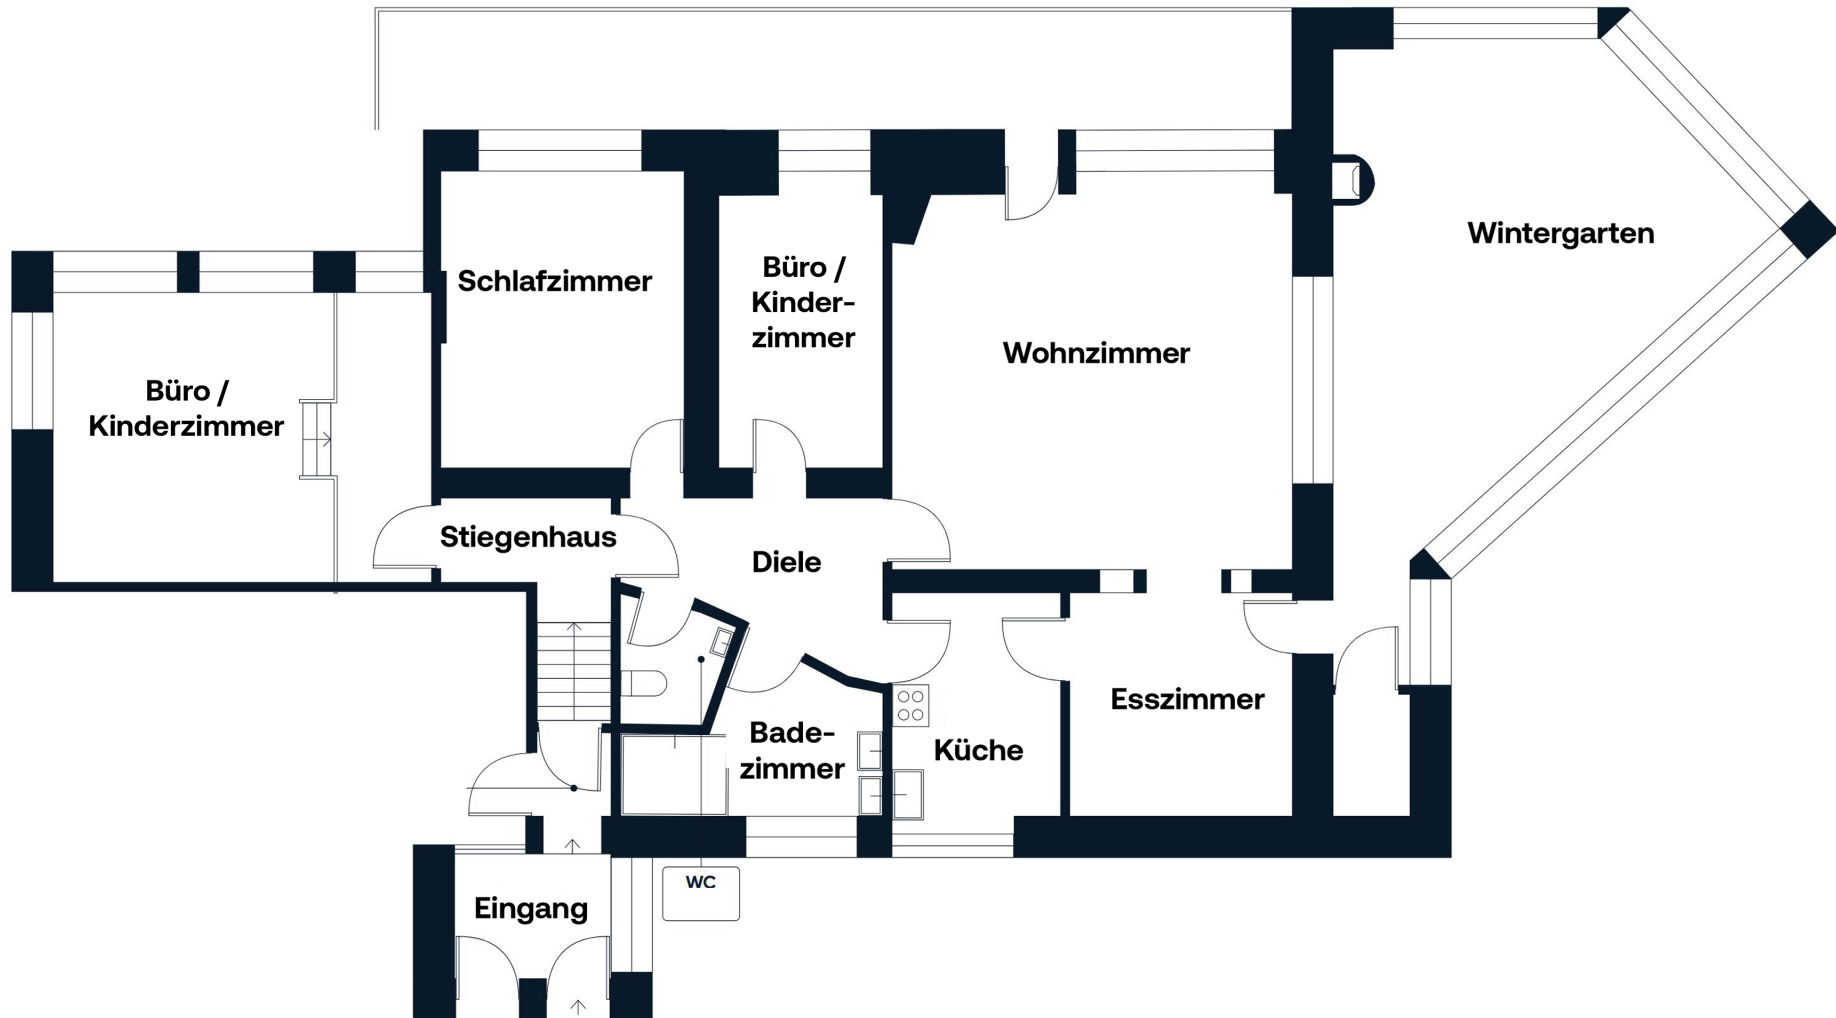 Wintergarten
Schlafzimmer
Büro /
Kinder-
zimmer
Wohnzimmer
Büro /
Kinderzimmer
Stiegenhaus
Diele
Esszimmer
Bade-
zimmer
Küche
WC
Eingang